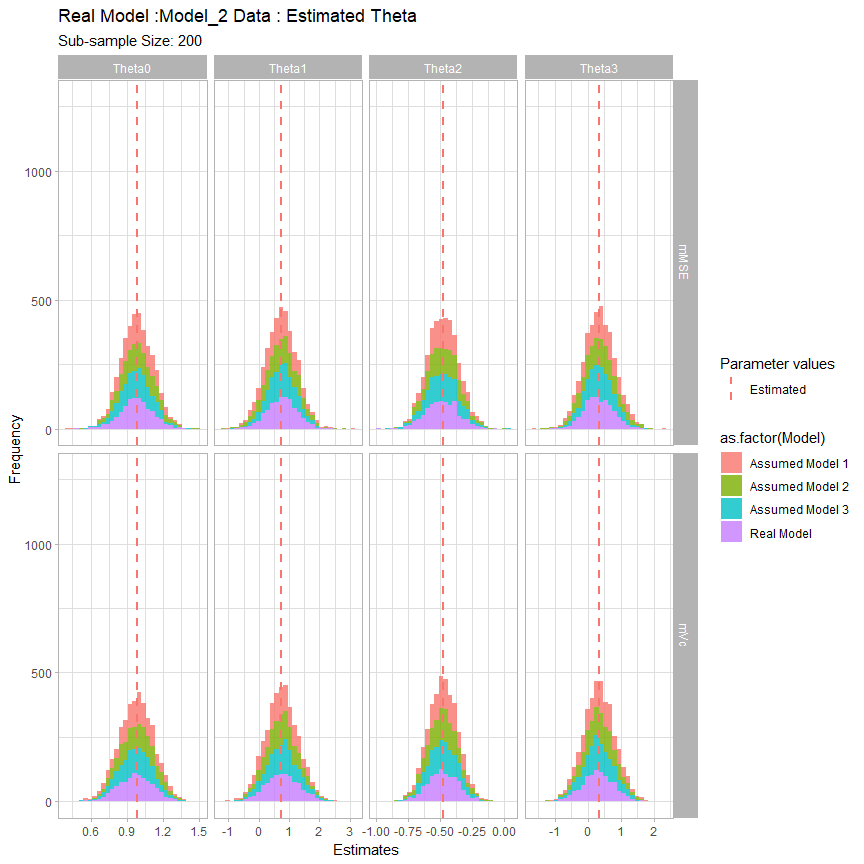 Real Model :Model_2 Data : Estimated Theta
Sub-sample Size: 200
Theta0 Theta1 Theta2 Theta3
1000
500
0
mMSE
1000
500
0
mVc
Frequency
0.6 0.9 1.2 1.5 -1 0 1 2 3 -1.00 -0.75 -0.50 -0.25 0.00 -1 0 1 2
Estimates
Parameter values
Estimated
as.factor(Model)
Assumed Model 1
Assumed Model 2
Assumed Model 3
Real Model